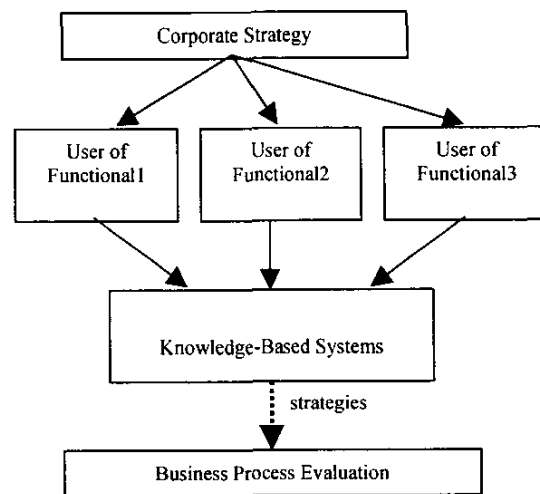 Corporate Strategy
User of
Functional1
User of
Functional2
User of
Functional3
Knowledge-Based Systems
strategies
Business Process Evaluation